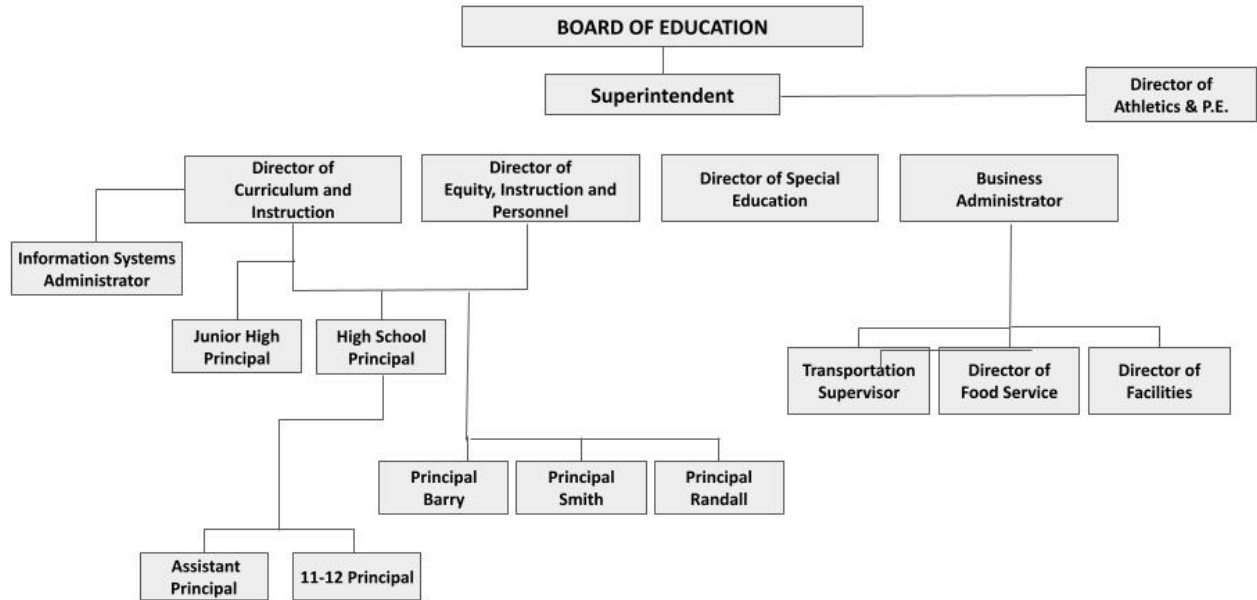 BOARD OF EDUCATION
Superintendent
Director of
Athletics & P.E.
Director of
Curriculum and
Instruction
Director of
Equity, Instruction and
Personnel
Director of Special
Education
Business
Administrator
Information Systems
Administrator
Junior High
Principal
High School
Principal
Transportation
Supervisor
Director of
Food Service
Director of
Facilities
Principal
Barry
Principal
Smith
Principal
Randall
Assistant
Principal
11-12 Principal